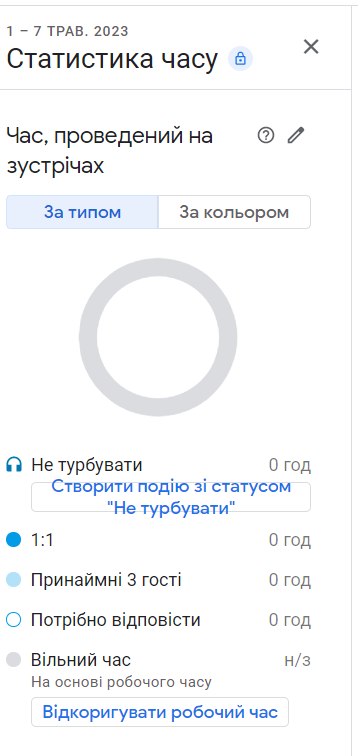 1 – 7 ТРАВ. 2023
Статистика часу
Час, проведений на
зустрічах
За типом За кольором
Не турбувати 0 год
Створити подію зі статусом
"Не турбувати"
1:1 0 год
Принаймні 3 гості 0 год
Потрібно відповісти 0 год
Вільний час н/з
На основі робочого часу
Відкоригувати робочий час